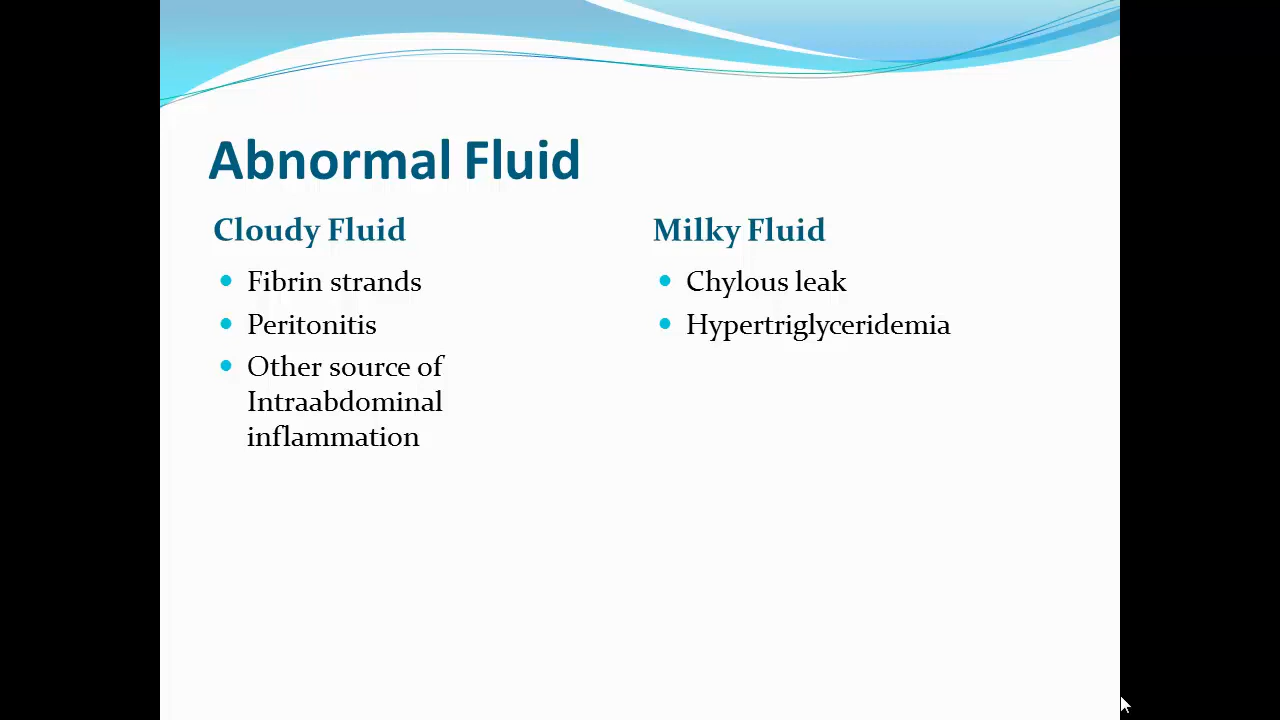 Abnormal Fluid
Cloudy Fluid
Fibrin strands
Peritonitis
Other source of
Intraabdominal
inflammation
Milky Fluid
Chylous leak
Hypertriglyceridemia